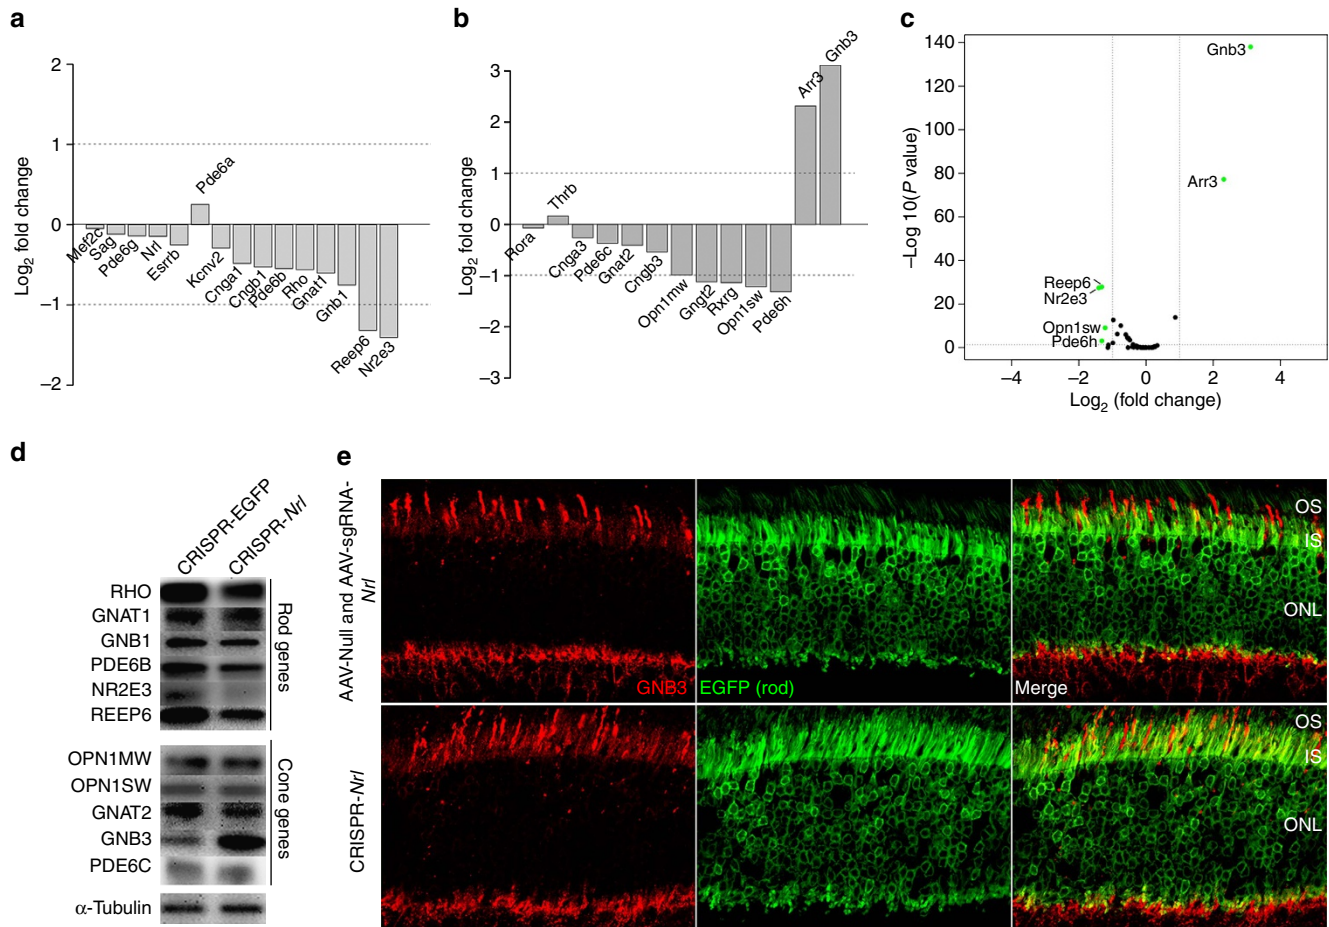 a
Log2 fold change
2
1
0
−1
−2
Mef2c
Sag
Pde6g
Nrl
Esrrb
Pde6a
Kcnv2
Cnga1
Cngb1
Pde6b
Rho
Gnat1
Gnb1
Reep6
Nr2e3
b
Log2 fold change
3
2
1
0
−1
−2
−3
Rora
Thrb
Cnga3
Pde6c
Gnat2
Cngb3
Opn1mw
Gngt2
Rxrg
Opn1sw
Pde6h
Arr3
Gnb3
c
−Log 10(P value)
140
120
100
80
60
40
20
0
Gnb3
Arr3
Reep6
Nr2e3
Opn1sw
Pde6h
−4 −2 0 2 4
Log2 (fold change)
d
CRISPR-EGFP
CRISPR-Nrl
RHO
GNAT1
GNB1
PDE6B
NR2E3
REEP6
Rod genes
OPN1MW
OPN1SW
GNAT2
GNB3
PDE6C
Cone genes
α-Tubulin
e
AAV-Null and AAV-sgRNA-
Nrl
GNB3
EGFP (rod)
Merge
OS
IS
ONL
CRISPR-Nrl
OS
IS
ONL